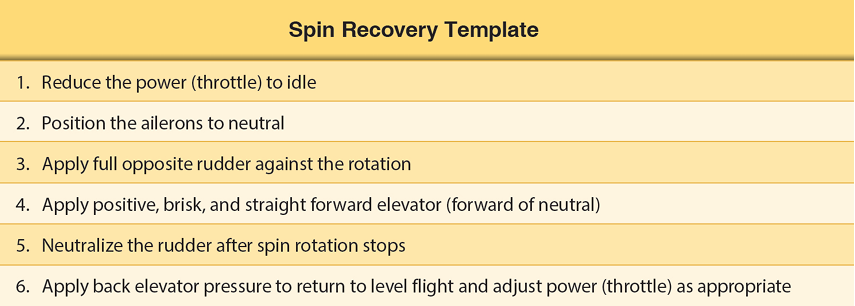 Spin Recovery Template
1. Reduce the power (throttle) to idle
2. Position the ailerons to neutral
3. Apply full opposite rudder against the rotation
4. Apply positive, brisk, and straight forward elevator (forward of neutral)
5. Neutralize the rudder after spin rotation stops
6. Apply back elevator pressure to return to level flight and adjust power (throttle) as appropriate